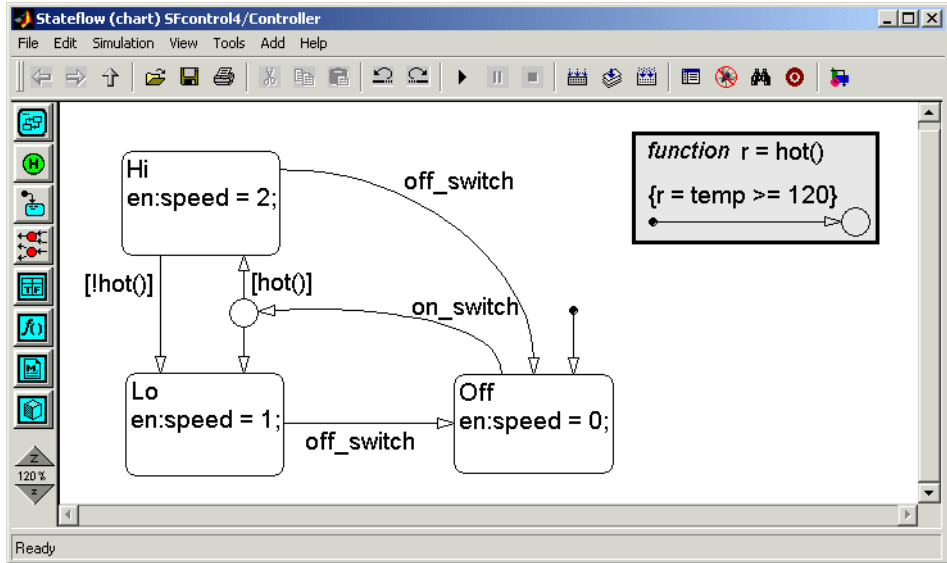 Stateflow (chart) SFcontrol4/Controller
File Edit Simulation View Tools Add Help
function r = hot()
{r = temp >= 120}
Hi
en:speed = 2;
off_switch
[!hot()]
[hot()]
on_switch
Lo
en:speed = 1;
off_switch
Off
en:speed = 0;
H
TF
f()
M
Z
120 %
z
Ready